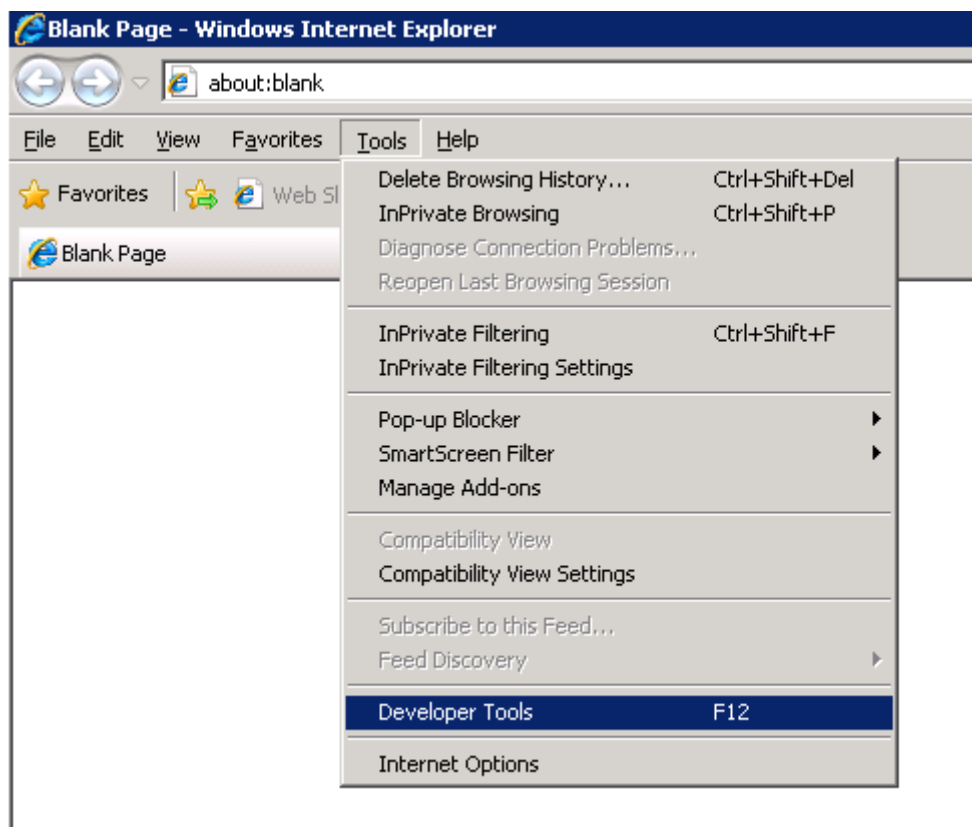 Blank Page - Windows Internet Explorer
about:blank
File Edit View Favorites Tools Help
Favorites Web Sl
Blank Page
Delete Browsing History... Ctrl+Shift+Del
InPrivate Browsing Ctrl+Shift+P
Diagnose Connection Problems...
Reopen Last Browsing Session
InPrivate Filtering Ctrl+Shift+F
InPrivate Filtering Settings
Pop-up Blocker
SmartScreen Filter
Manage Add-ons
Compatibility View
Compatibility View Settings
Subscribe to this Feed...
Feed Discovery
Developer Tools F12
Internet Options